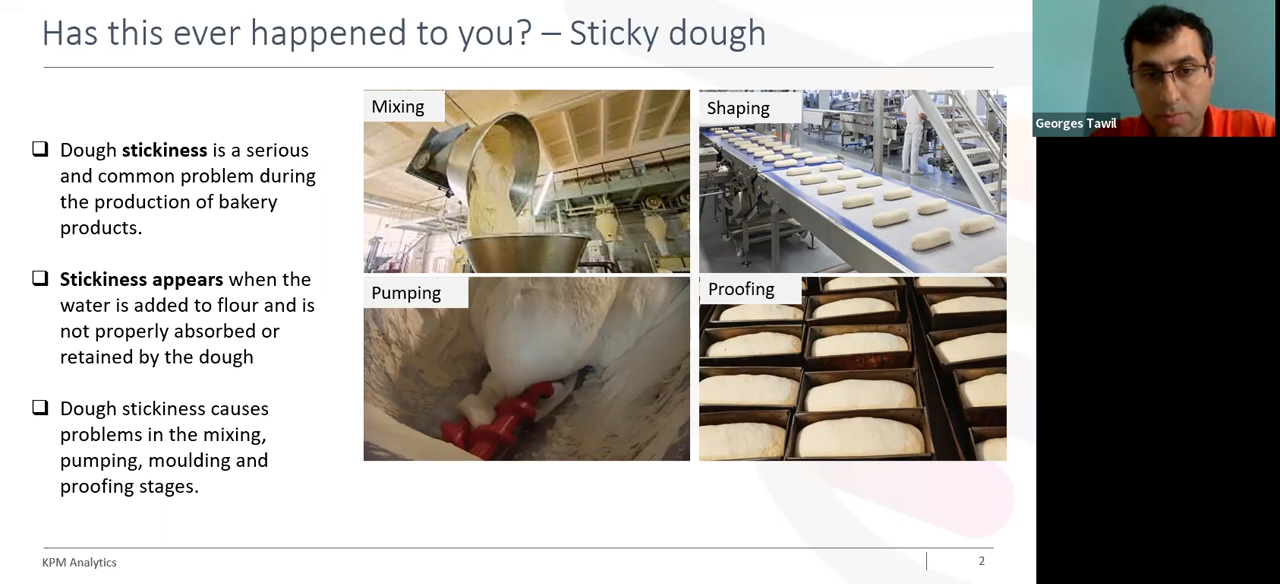 Has this ever happened to you? – Sticky dough
Dough stickiness is a serious
and common problem during
the production of bakery
products.
Stickiness appears when the
water is added to flour and is
not properly absorbed or
retained by the dough
Dough stickiness causes
problems in the mixing,
pumping, moulding and
proofing stages.
Mixing
Shaping
Pumping
Proofing
Georges Tawil
KPM Analytics
2